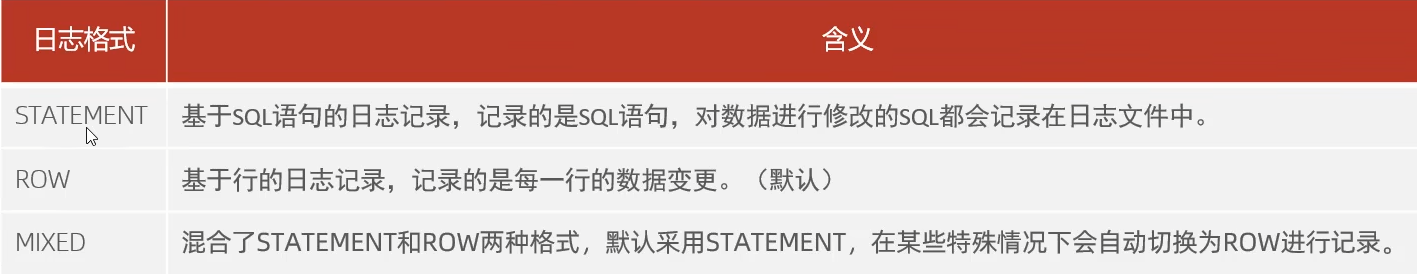 日志格式 含义
STATEMENT 基于SQL语句的日志记录，记录的是SQL语句，对数据进行修改的SQL都会记录在日志文件中。
ROW 基于行的日志记录，记录的是每一行的数据变更。（默认）
MIXED 混合了STATEMENT和ROW两种格式，默认采用STATEMENT，在某些特殊情况下会自动切换为ROW进行记录。